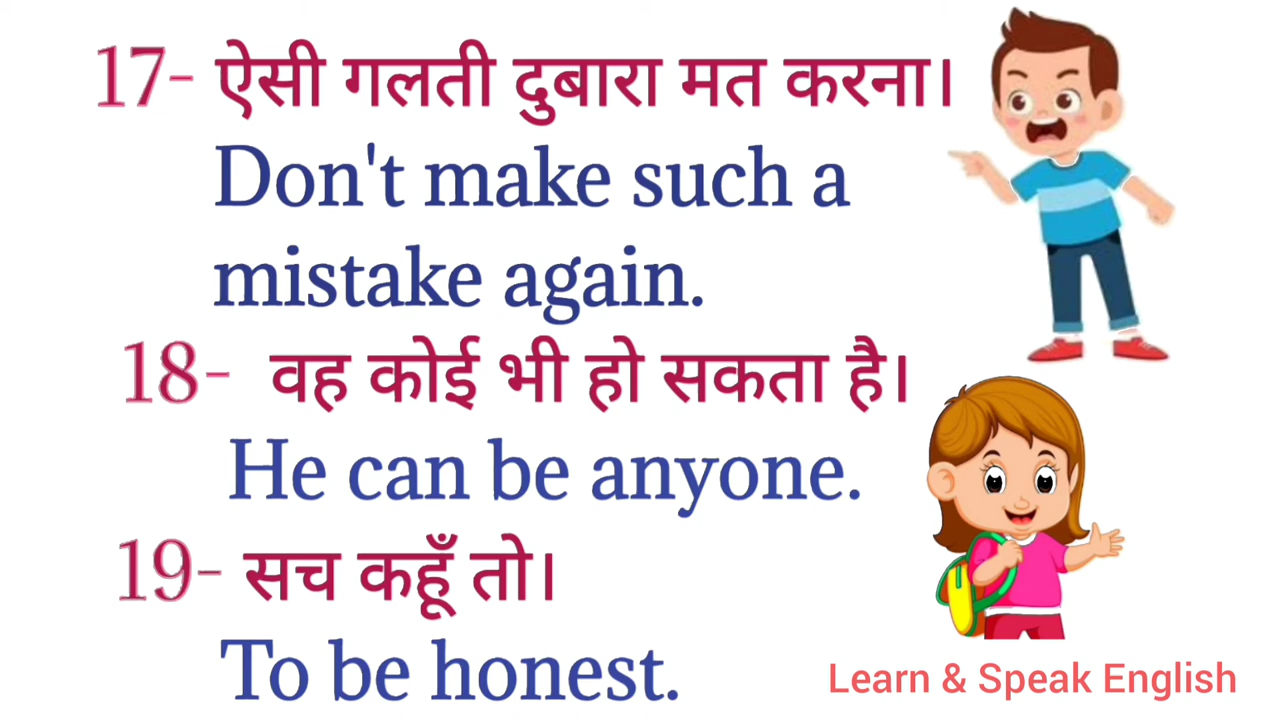 17- ऐसी गलती दुबारा मत करना।
Don't make such a
mistake again.
18- वह कोई भी हो सकता है।
He can be anyone.
19- सच कहूँ तो।
To be honest.
Learn & Speak English